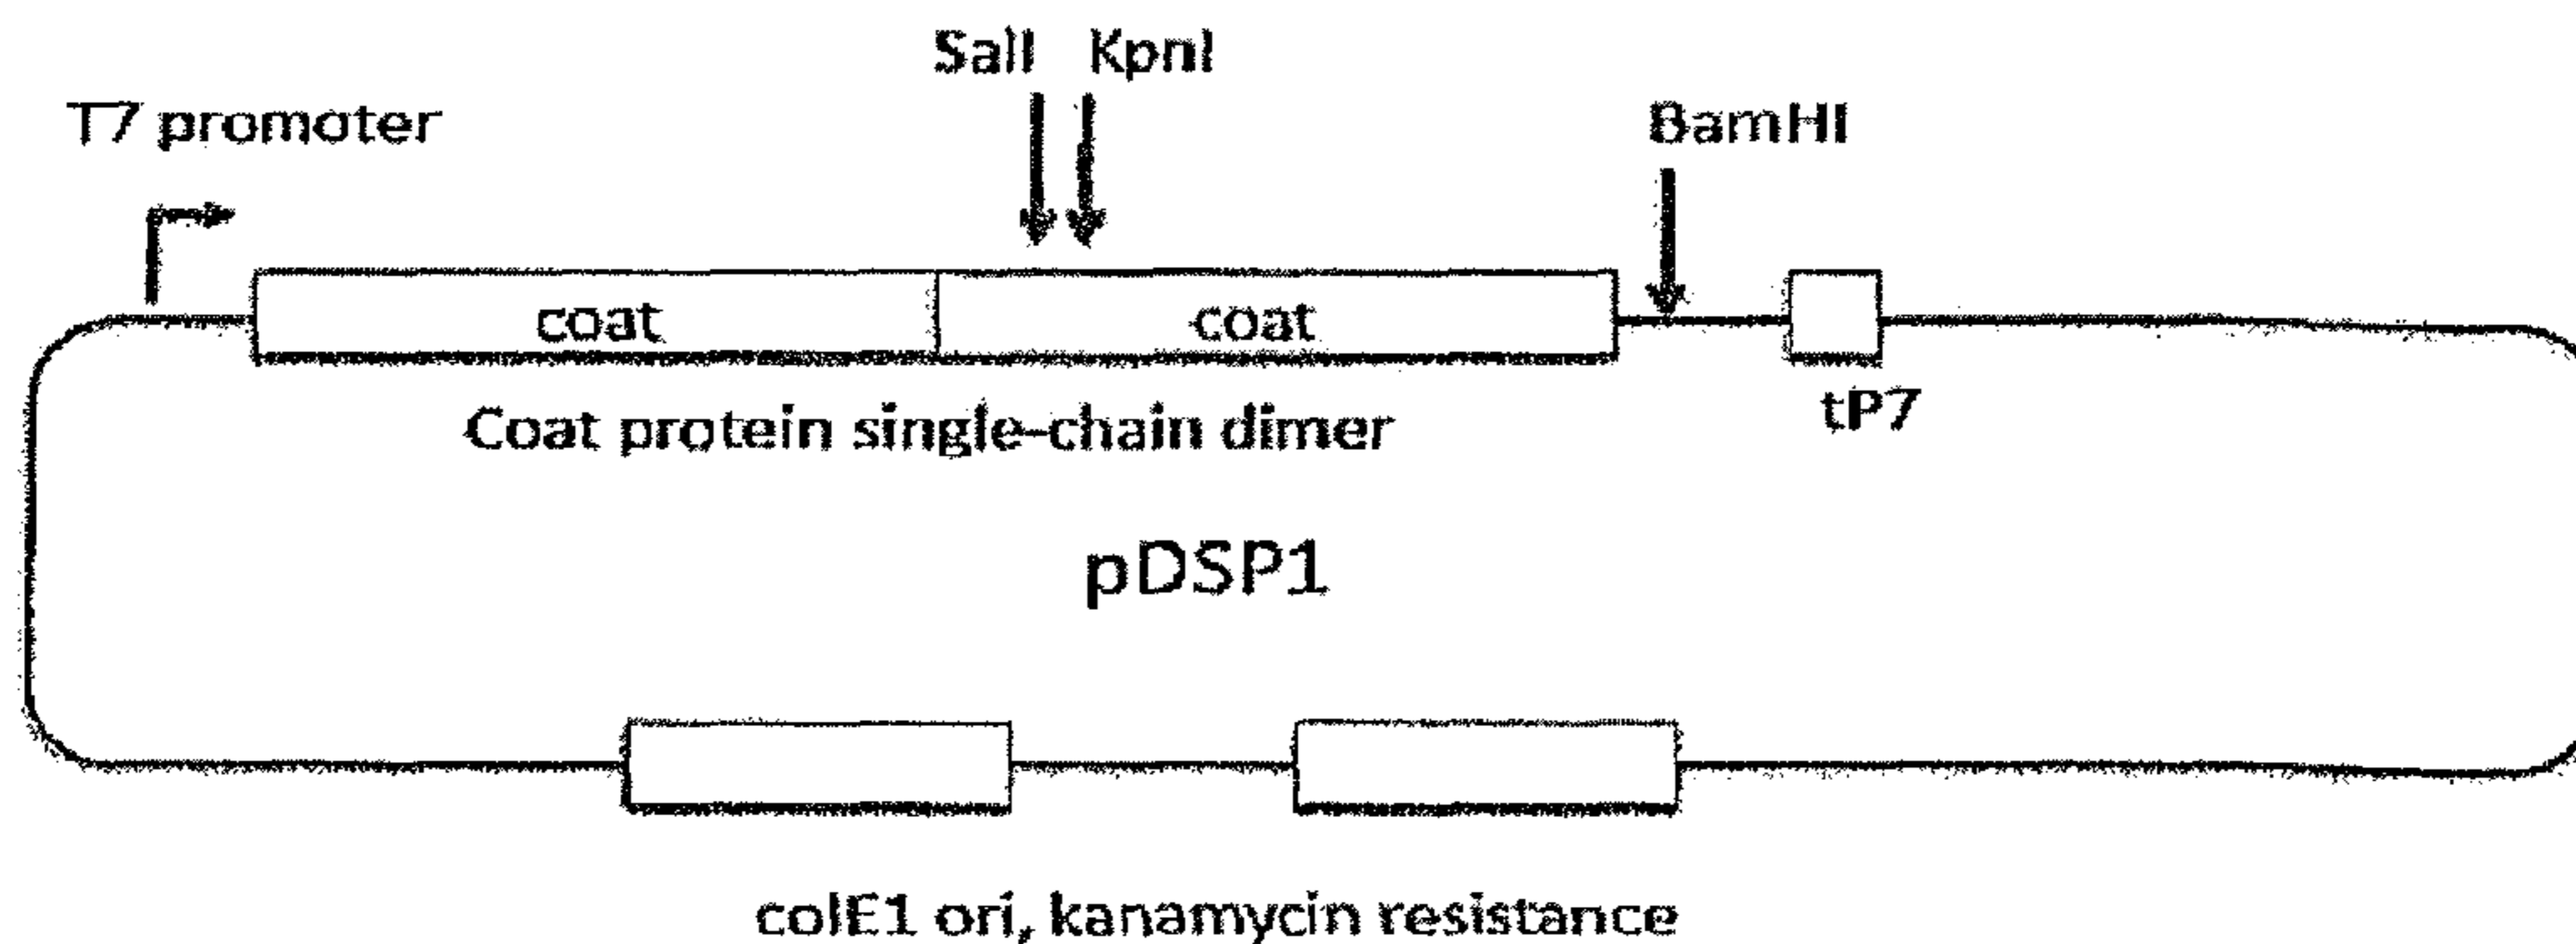 SalI KpnI
T7 promoter
BamHI
coat
coat
tP7
Coat protein single-chain dimer
pDSP1
colE1 ori, kanamycin resistance